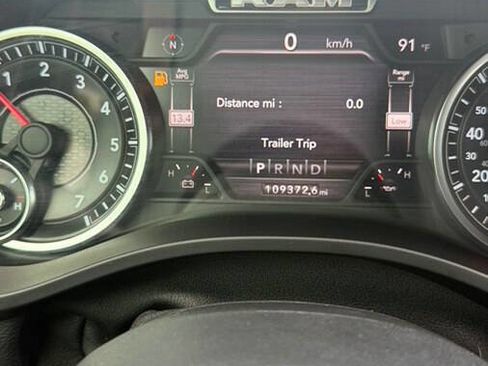 RAM
N 0 km/h 91 °F
Avg MPG
Range mi
Distance mi : 0.0
13.4
Low
Trailer Trip
P R N D
H H
L L
109372.6 mi
1 2 3 4 5 6 7
H
40 60
20